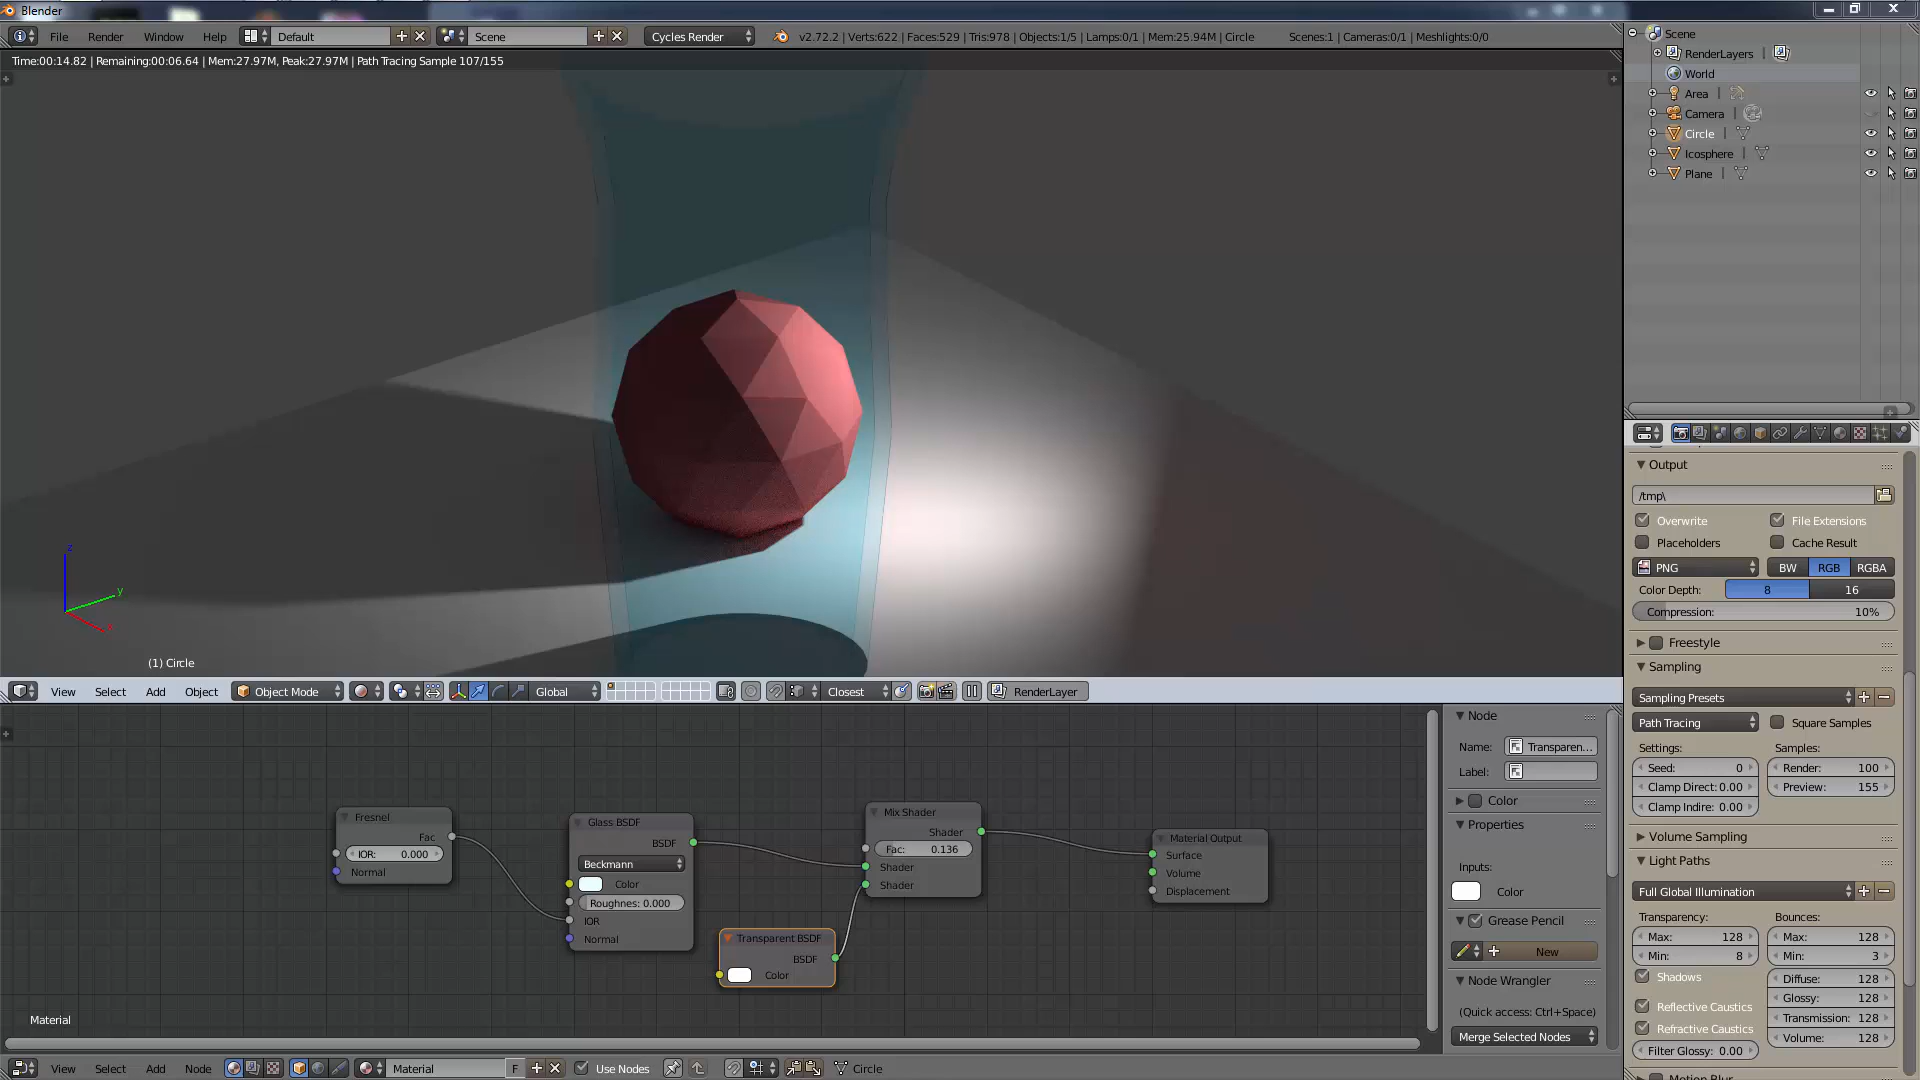 Blender
File Render Window Help Default Scene Cycles Render v2.72.2 | Verts:622 | Faces:529 | Tris:978 | Objects:1/5 | Lamps:0/1 | Mem:25.94M | Circle Scenes:1 | Cameras:0/1 | Meshlights:0/0
Time:00:14.82 | Remaining:00:06.64 | Mem:27.97M, Peak:27.97M | Path Tracing Sample 107/155
z
y
x
(1) Circle
View Select Add Object Object Mode Global Closest RenderLayer
Fresnel
Fac
IOR: 0.000
Normal
Glass BSDF
BSDF
Beckmann
Color
Roughnes: 0.000
IOR
Normal
Transparent BSDF
BSDF
Color
Mix Shader
Shader
Fac: 0.136
Shader
Shader
Material Output
Surface
Volume
Displacement
Material
View Select Add Node Material F Use Nodes Circle
Node
Name: Transparen...
Label:
Color
Properties
Inputs:
Color
Grease Pencil
New
Node Wrangler
(Quick access: Ctrl+Space)
Merge Selected Nodes
Scene
RenderLayers |
World
Area |
Camera |
Circle |
Icosphere |
Plane |
Output
/tmp\
Overwrite File Extensions
Placeholders Cache Result
PNG BW RGB RGBA
Color Depth: 8 16
Compression: 10%
Freestyle
Sampling
Sampling Presets
Path Tracing Square Samples
Settings: Samples:
Seed: 0 Render: 100
Clamp Direct: 0.00 Preview: 155
Clamp Indire: 0.00
Volume Sampling
Light Paths
Full Global Illumination
Transparency: Bounces:
Max: 128 Max: 128
Min: 8 Min: 3
Shadows Diffuse: 128
Reflective Caustics Glossy: 128
Refractive Caustics Transmission: 128
Filter Glossy: 0.00 Volume: 128
Motion Blur